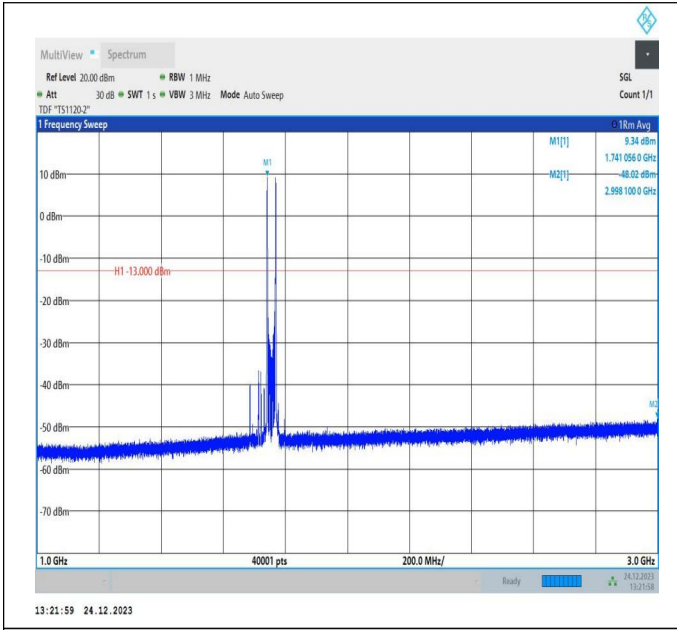 R&S
MultiView Spectrum
Ref Level 20.00 dBm RBW 1 MHz SGL
Att 30 dB SWT 1 s VBW 3 MHz Mode Auto Sweep Count 1/1
TDF "TS1120-2"
1 Frequency Sweep 1Rm Avg
M1[1] 9.34 dBm
1.741 056 0 GHz
M2[1] -48.02 dBm
2.998 100 0 GHz
M1
10 dBm
0 dBm
-10 dBm
H1 -13.000 dBm
-20 dBm
-30 dBm
-40 dBm
M2
-50 dBm
-60 dBm
-70 dBm
1.0 GHz 40001 pts 200.0 MHz/ 3.0 GHz
Ready 24.12.2023
13:21:58
13:21:59 24.12.2023